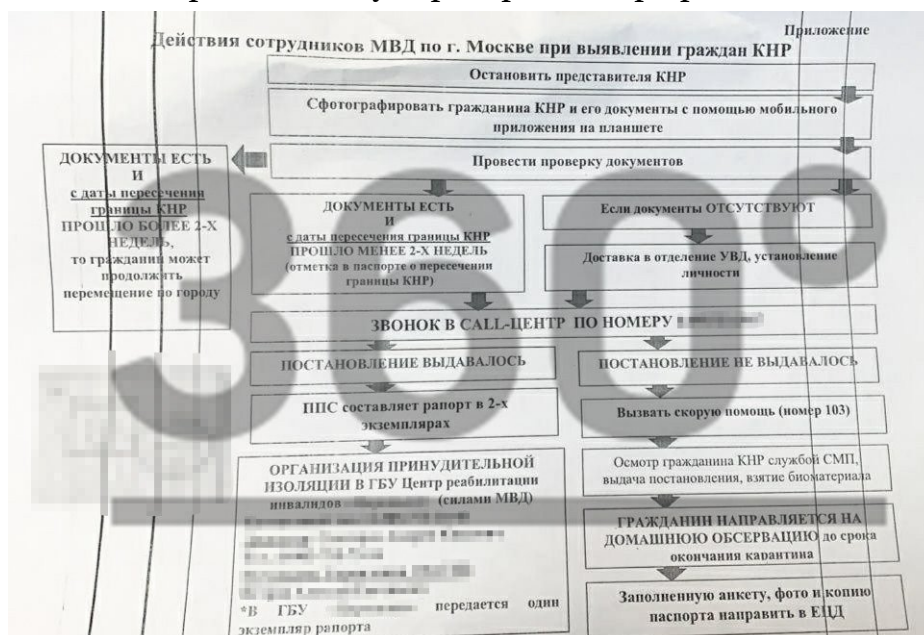 Приложение
Действия сотрудников МВД по г. Москве при выявлении граждан КНР
Остановить представителя КНР
Сфотографировать гражданина КНР и его документы с помощью мобильного
приложения на планшете
Провести проверку документов
ДОКУМЕНТЫ ЕСТЬ
И
с даты пересечения
границы КНР
ПРОШЛО БОЛЕЕ 2-Х
НЕДЕЛЬ,
то гражданин может
продолжить
перемещение по городу
ДОКУМЕНТЫ ЕСТЬ
И
с даты пересечения границы КНР
ПРОШЛО МЕНЕЕ 2-Х НЕДЕЛЬ
(отметка в паспорте о пересечении
границы КНР)
Если документы ОТСУТСТВУЮТ
Доставка в отделение УВД, установление
личности
ЗВОНОК В CALL-ЦЕНТР ПО НОМЕРУ
ПОСТАНОВЛЕНИЕ ВЫДАВАЛОСЬ
ППС составляет рапорт в 2-х
экземплярах
ОРГАНИЗАЦИЯ ПРИНУДИТЕЛЬНОЙ
ИЗОЛЯЦИИ В ГБУ Центр реабилитации
инвалидов (силами МВД)
*В ГБУ передается один
экземпляр рапорта
ПОСТАНОВЛЕНИЕ НЕ ВЫДАВАЛОСЬ
Вызвать скорую помощь (номер 103)
Осмотр гражданина КНР службой СМП,
выдача постановления, взятие биоматериала
ГРАЖДАНИН НАПРАВЛЯЕТСЯ НА
ДОМАШНЮЮ ОБСЕРВАЦИЮ до срока
окончания карантина
Заполненную анкету, фото и копию
паспорта направить в ЕЦД
360°